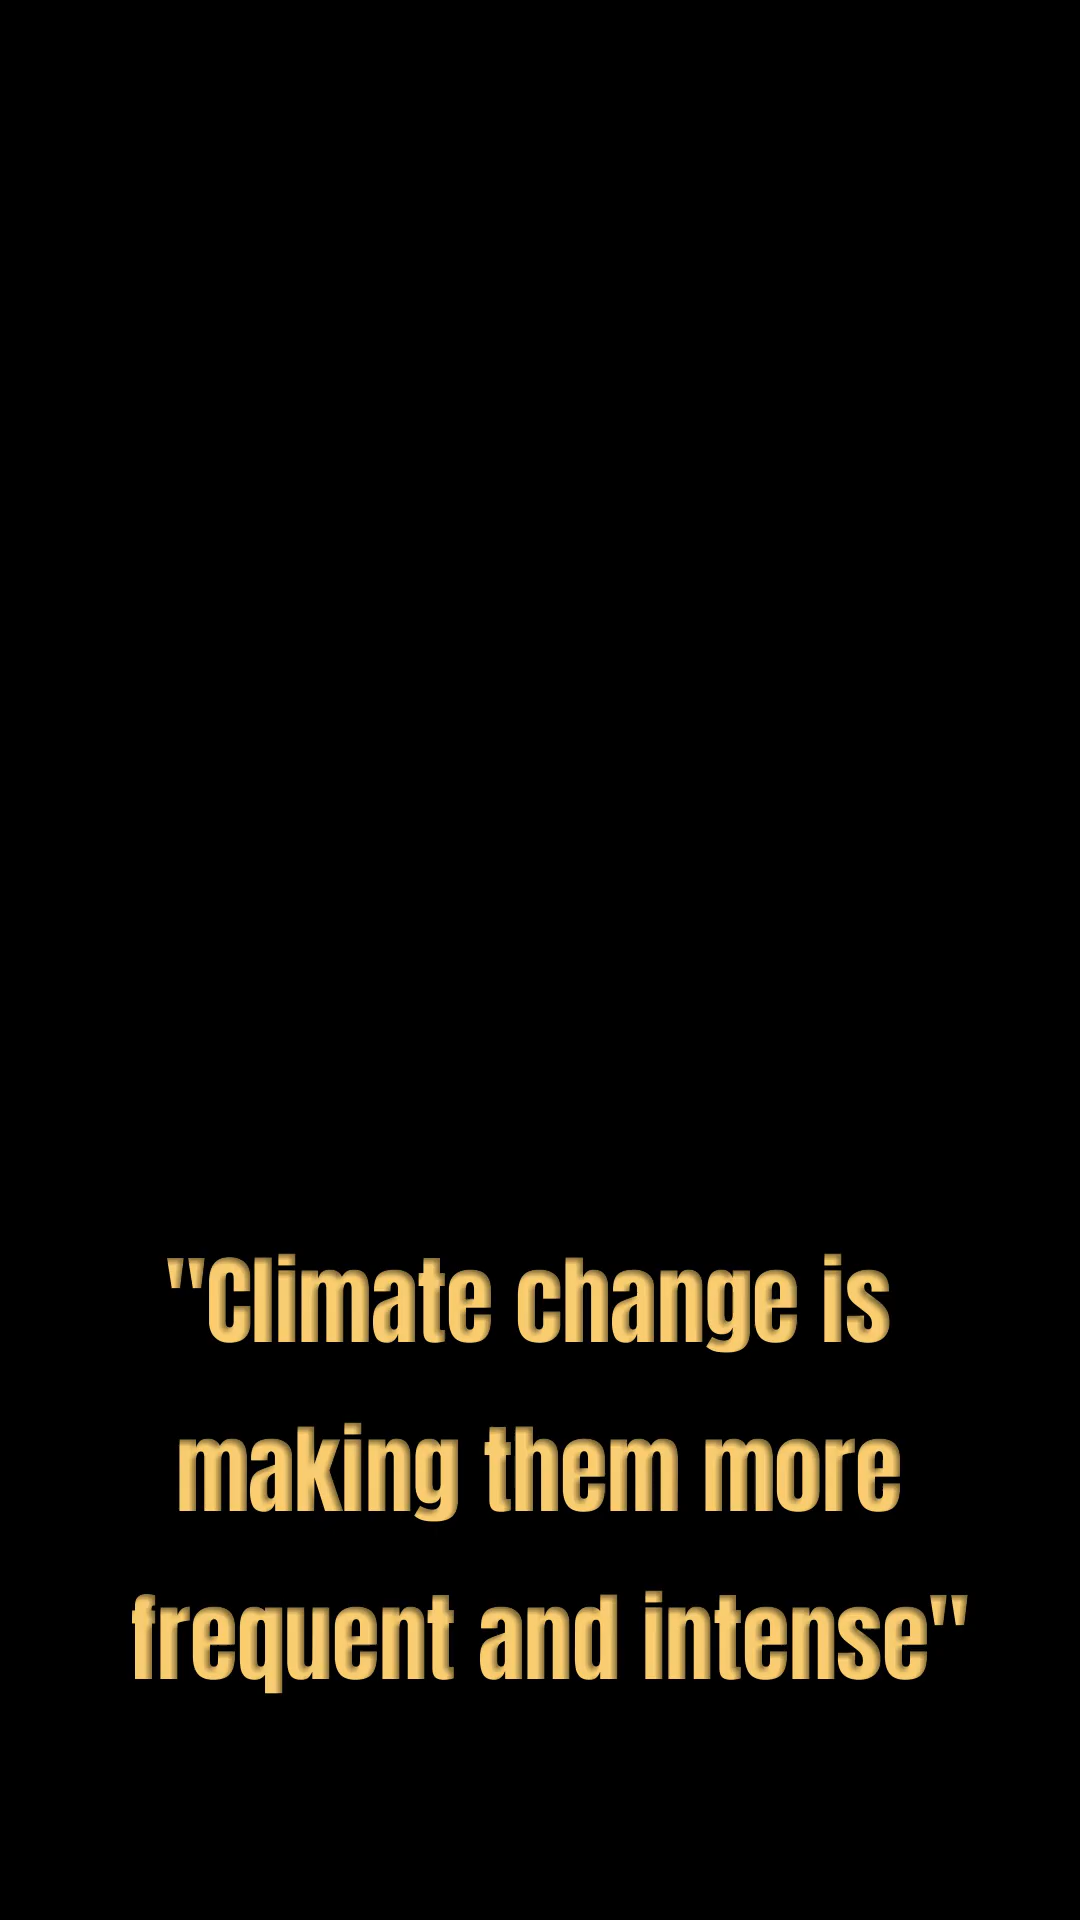 "Climate change is
making them more
frequent and intense"